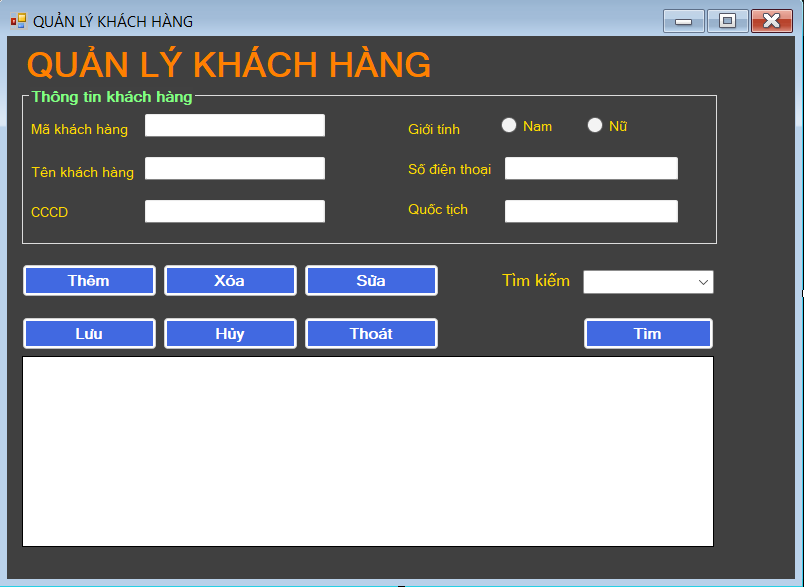 QUẢN LÝ KHÁCH HÀNG
QUẢN LÝ KHÁCH HÀNG
Thông tin khách hàng
Mã khách hàng
Giới tính
Nam
Nữ
Tên khách hàng
Số điện thoại
CCCD
Quốc tịch
Thêm
Xóa
Sửa
Tìm kiếm
Lưu
Hủy
Thoát
Tìm